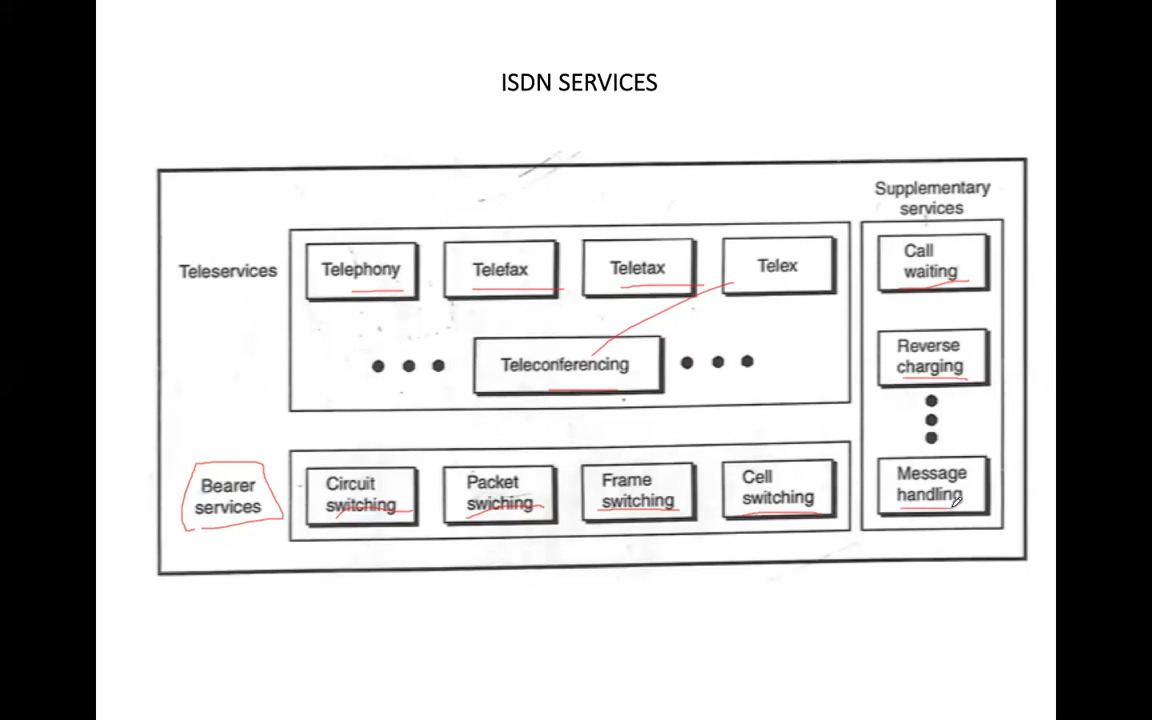 ISDN SERVICES
Supplementary
services
Teleservices
Telephony
Telefax
Teletax
Telex
Call
waiting
Teleconferencing
Reverse
charging
Bearer
services
Circuit
switching
Packet
swiching
Frame
switching
Cell
switching
Message
handling